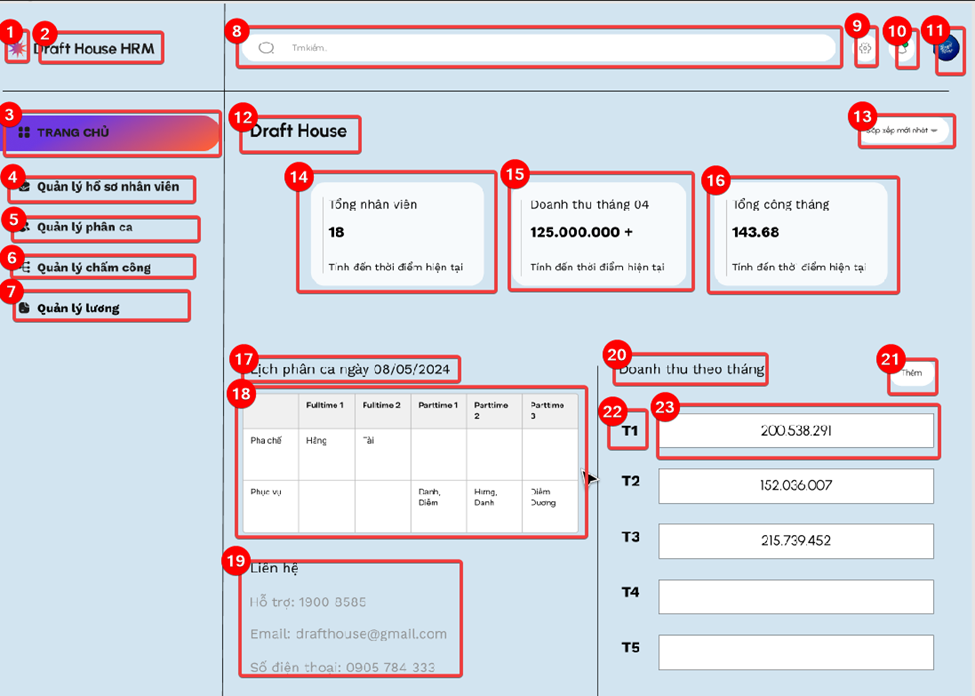 1
2
Draft House HRM
8
Tìm kiếm.
9
10
11
3
TRANG CHỦ
4
Quản lý hồ sơ nhân viên
5
Quản lý phân ca
6
Quản lý chấm công
7
Quản lý lương
12
Draft House
13
Sắp xếp mới nhất
14
Tổng nhân viên
18
Tính đến thời điểm hiện tại
15
Doanh thu tháng 04
125.000.000 +
Tính đến thời điểm hiện tại
16
Tổng công tháng
143.68
Tính đến thời điểm hiện tại
17
Lịch phân ca ngày 08/05/2024
18
Fulltime 1 Fulltime 2 Parttime 1 Parttime 2 Parttime 3
Pha chế Hằng Tài
Phục vụ Danh, Diễm Hưng, Danh Diễm Dương
19
Liên hệ
Hỗ trợ: 1900 8585
Email: drafthouse@gmail.com
Số điện thoại: 0905 784 333
20
Doanh thu theo tháng
21
Thêm
22
23
T1 200.538.291
T2 152.036.007
T3 215.739.452
T4
T5